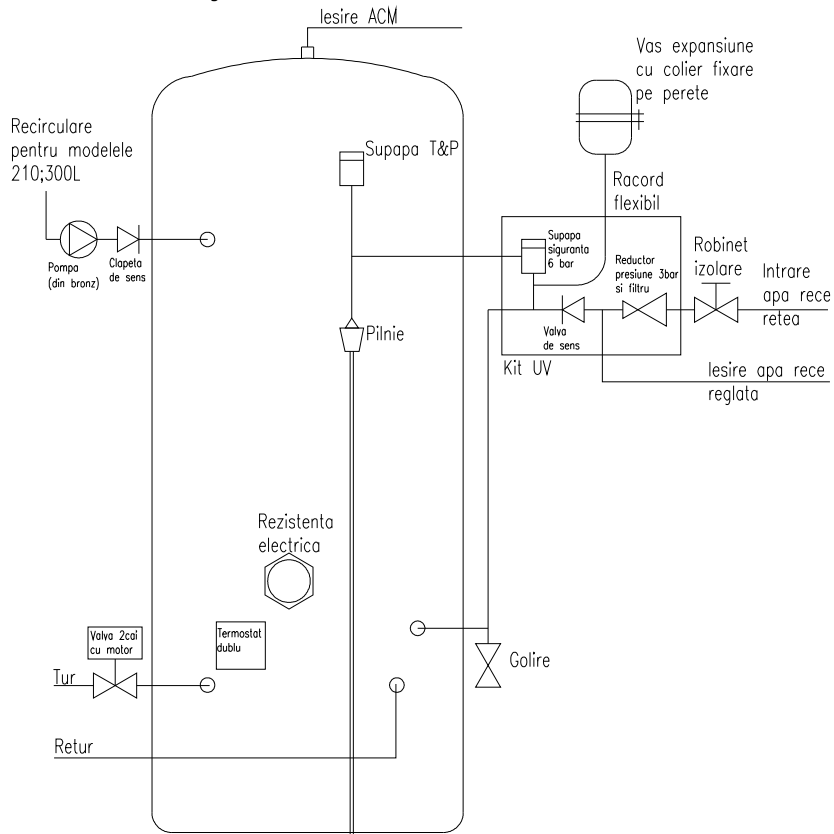 Iesire ACM
Vas expansiune
cu colier fixare
pe perete
Recirculare
pentru modelele
210;300L
Supapa T&P
Racord
flexibil
Supapa
siguranta
6 bar
Robinet
izolare
Pompa
(din bronz)
Clapeta
de sens
Reductor
presiune 3bar
si filtru
Intrare
apa rece
retea
Pilnie
Valva
de sens
Kit UV
Iesire apa rece
reglata
Rezistenta
electrica
Valva 2cai
cu motor
Termostat
dublu
Tur
Golire
Retur